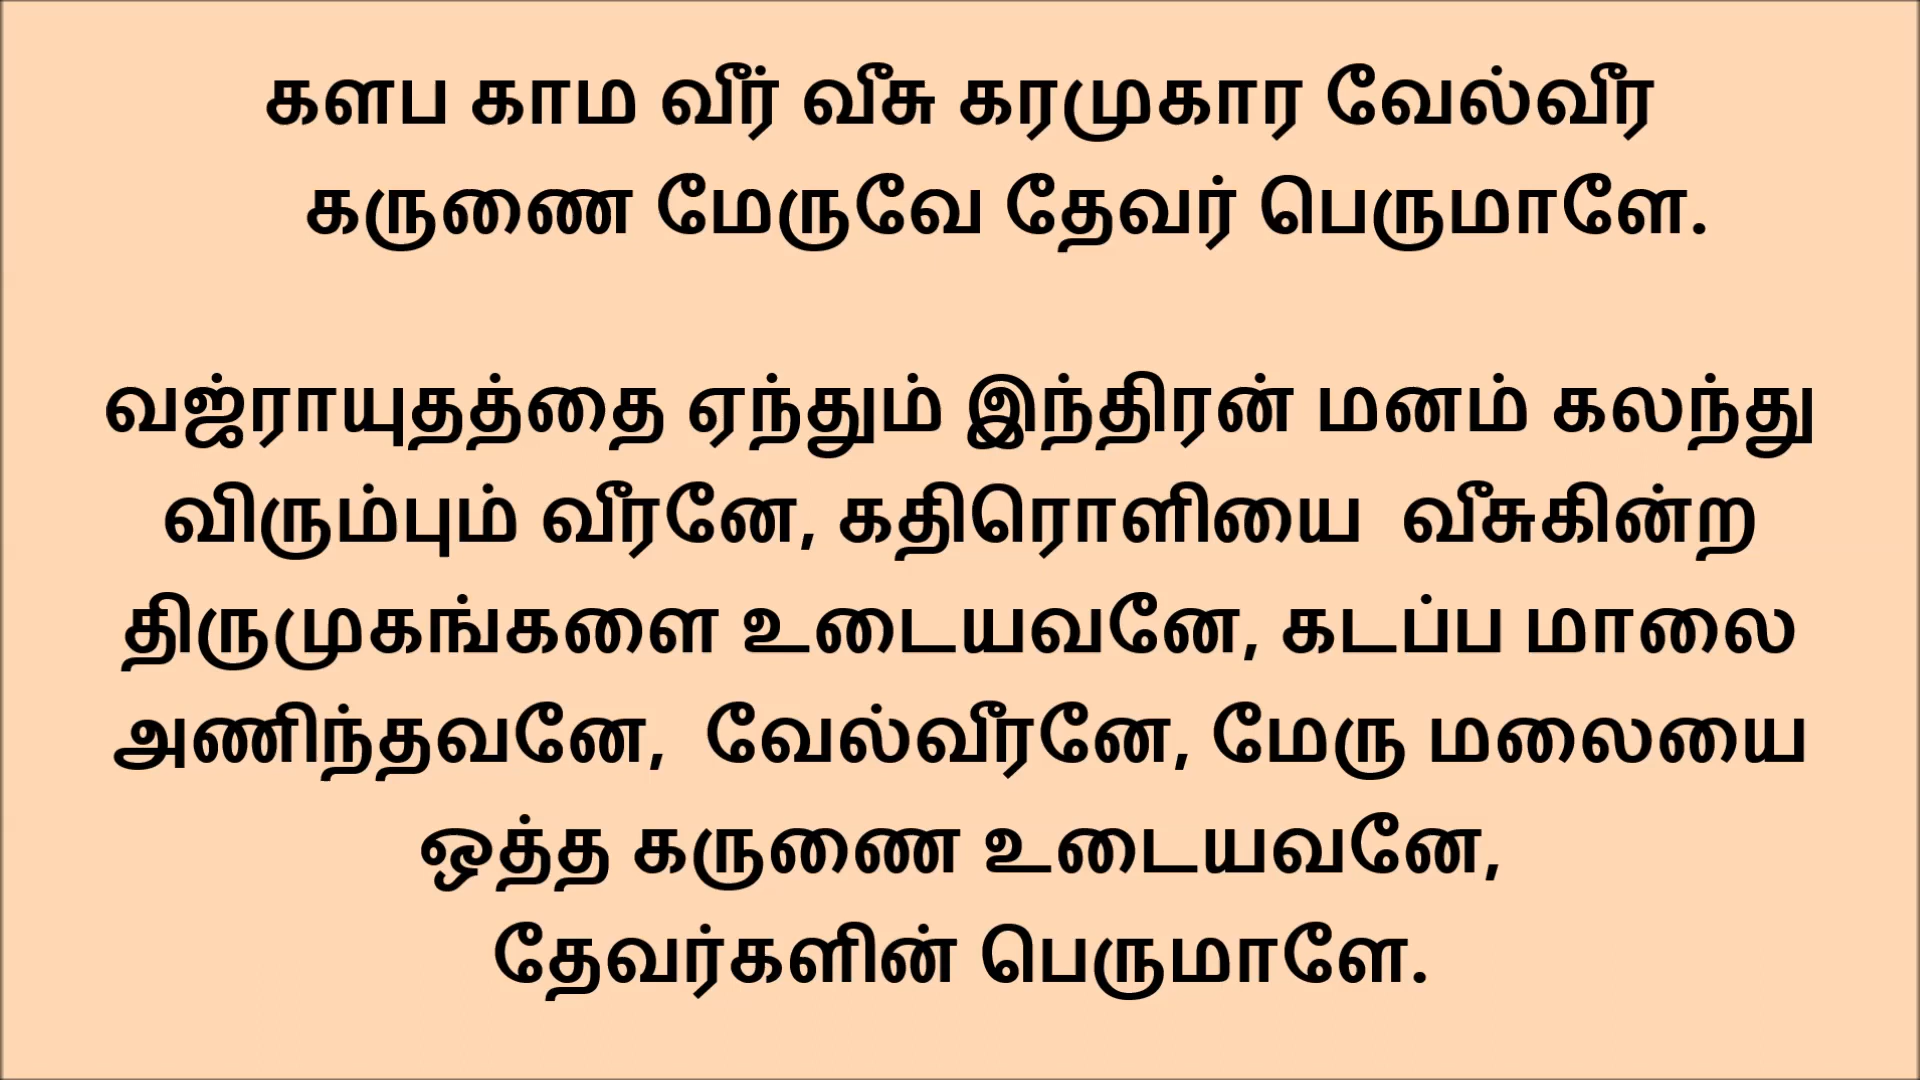 களப காம வீர் வீசு கரமுகார வேல்வீர
கருணை மேருவே தேவர் பெருமாளே.
வஜ்ராயுதத்தை ஏந்தும் இந்திரன் மனம் கலந்து
விரும்பும் வீரனே, கதிரொளியை வீசுகின்ற
திருமுகங்களை உடையவனே, கடப்ப மாலை
அணிந்தவனே, வேல்வீரனே, மேரு மலையை
ஒத்த கருணை உடையவனே,
தேவர்களின் பெருமாளே.